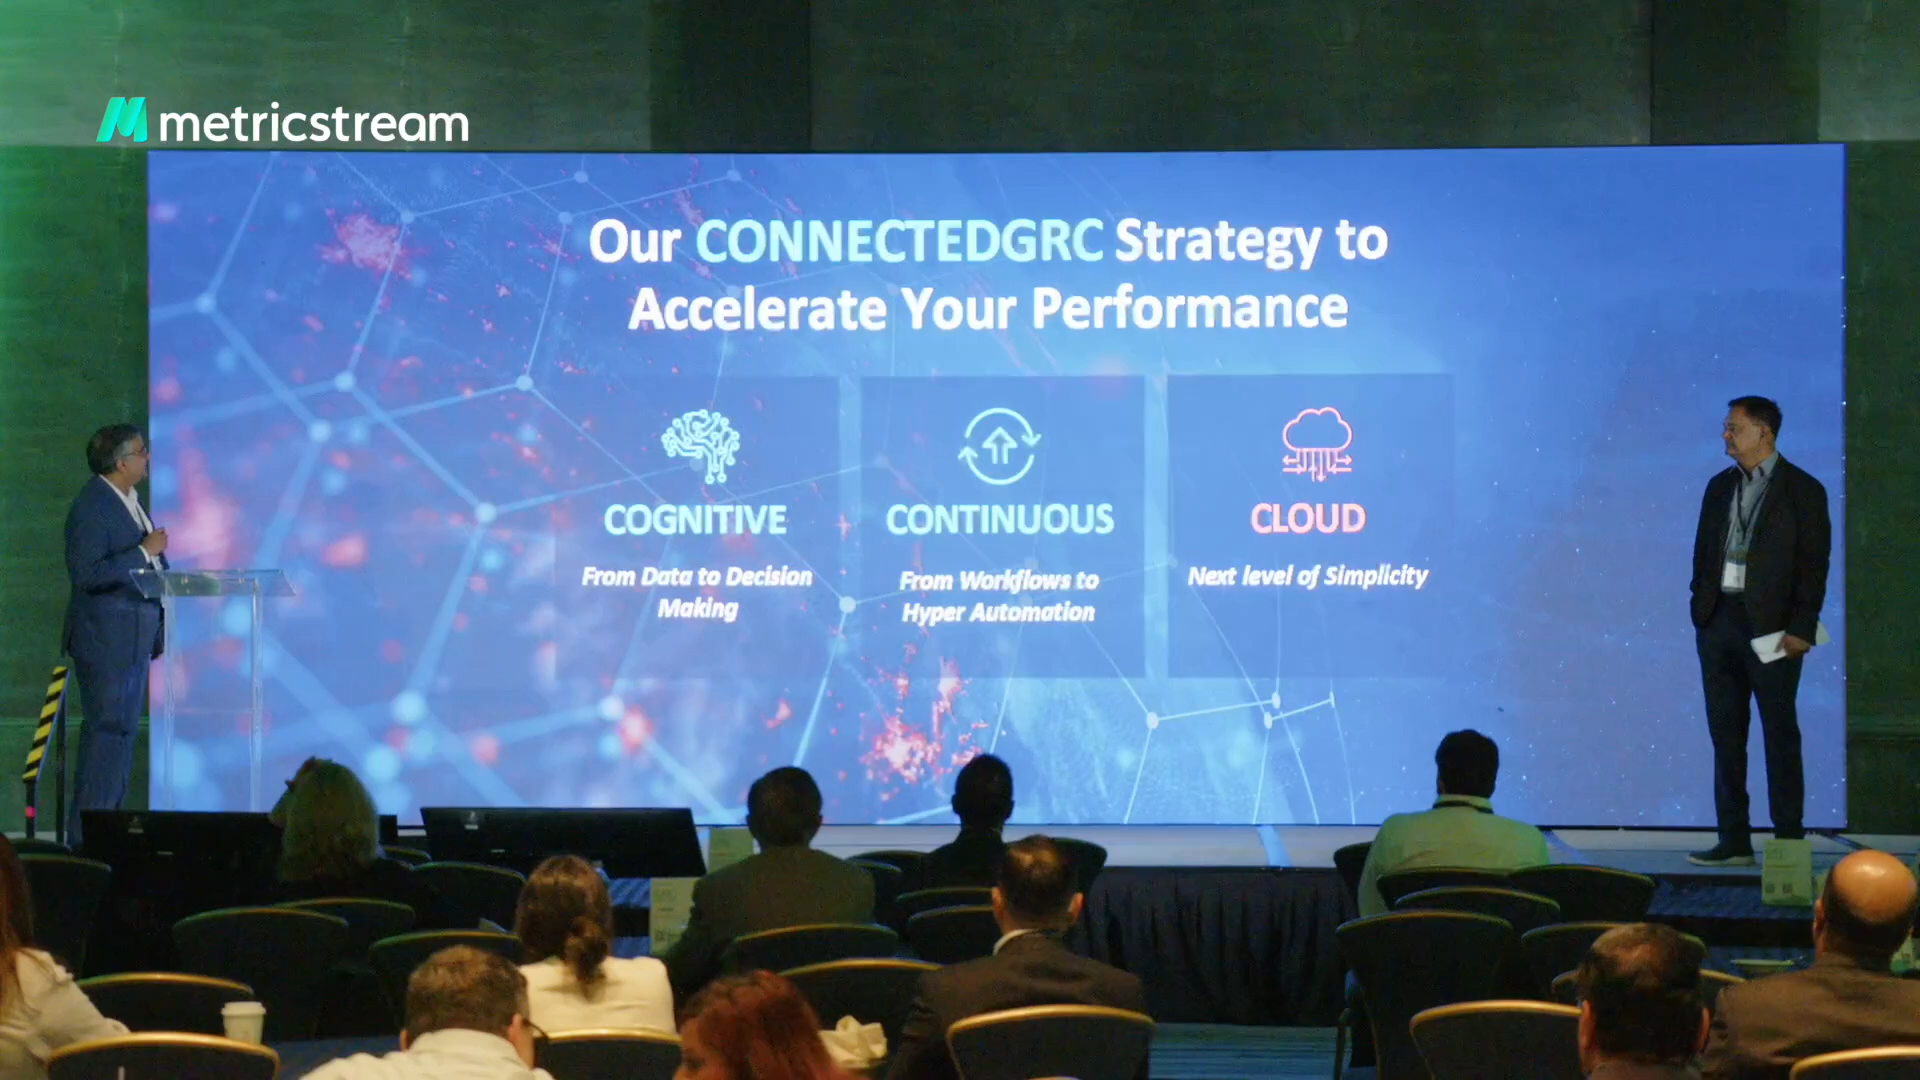 metricstream
Our CONNECTEDGRC Strategy to
Accelerate Your Performance
COGNITIVE
From Data to Decision
Making
CONTINUOUS
From Workflows to
Hyper Automation
CLOUD
Next level of Simplicity